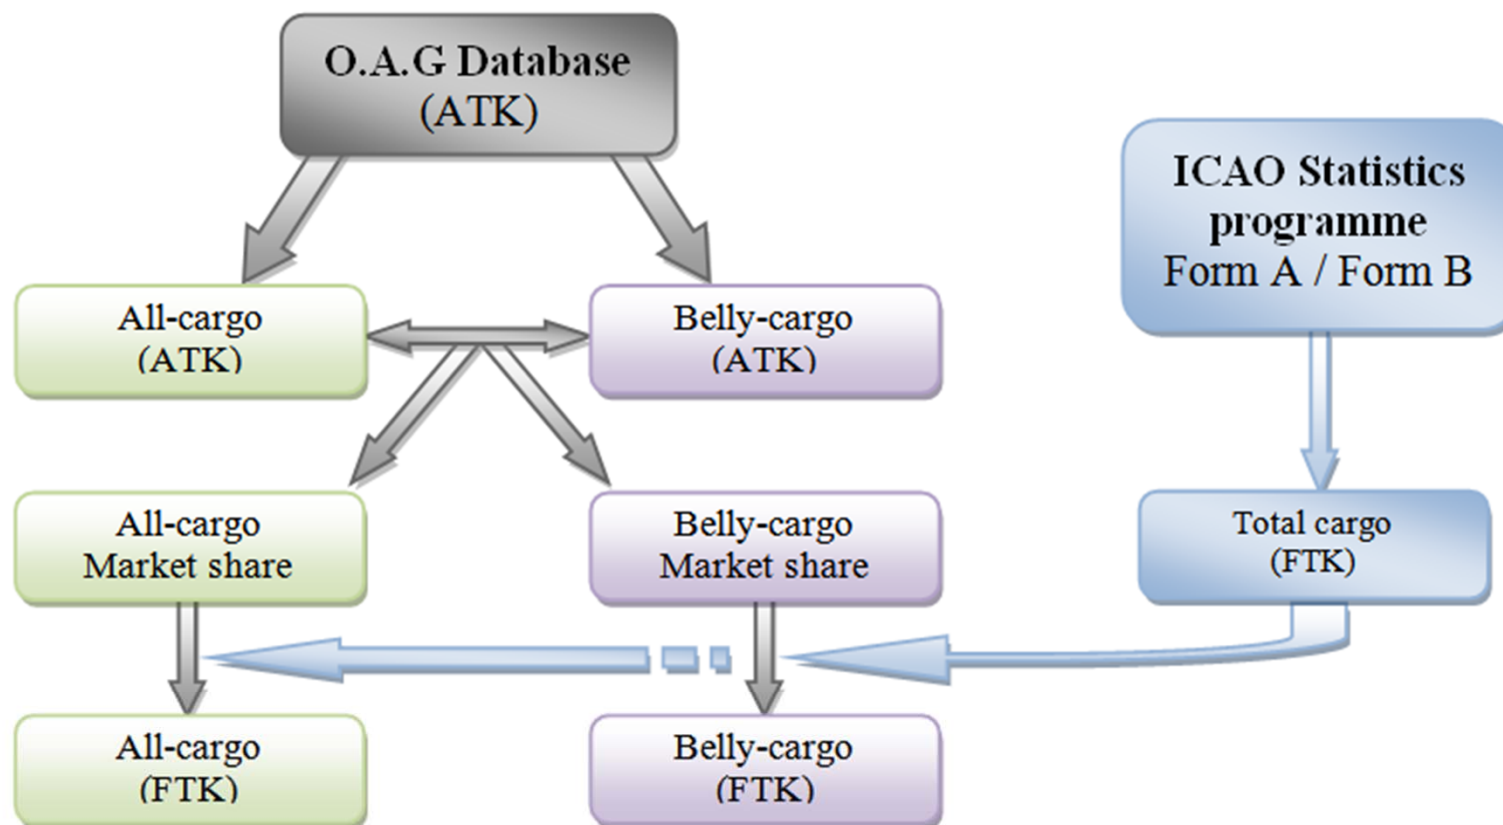 O.A.G Database
(ATK)
ICAO Statistics
programme
Form A / Form B
All-cargo
(ATK)
Belly-cargo
(ATK)
All-cargo
Market share
Belly-cargo
Market share
Total cargo
(FTK)
All-cargo
(FTK)
Belly-cargo
(FTK)